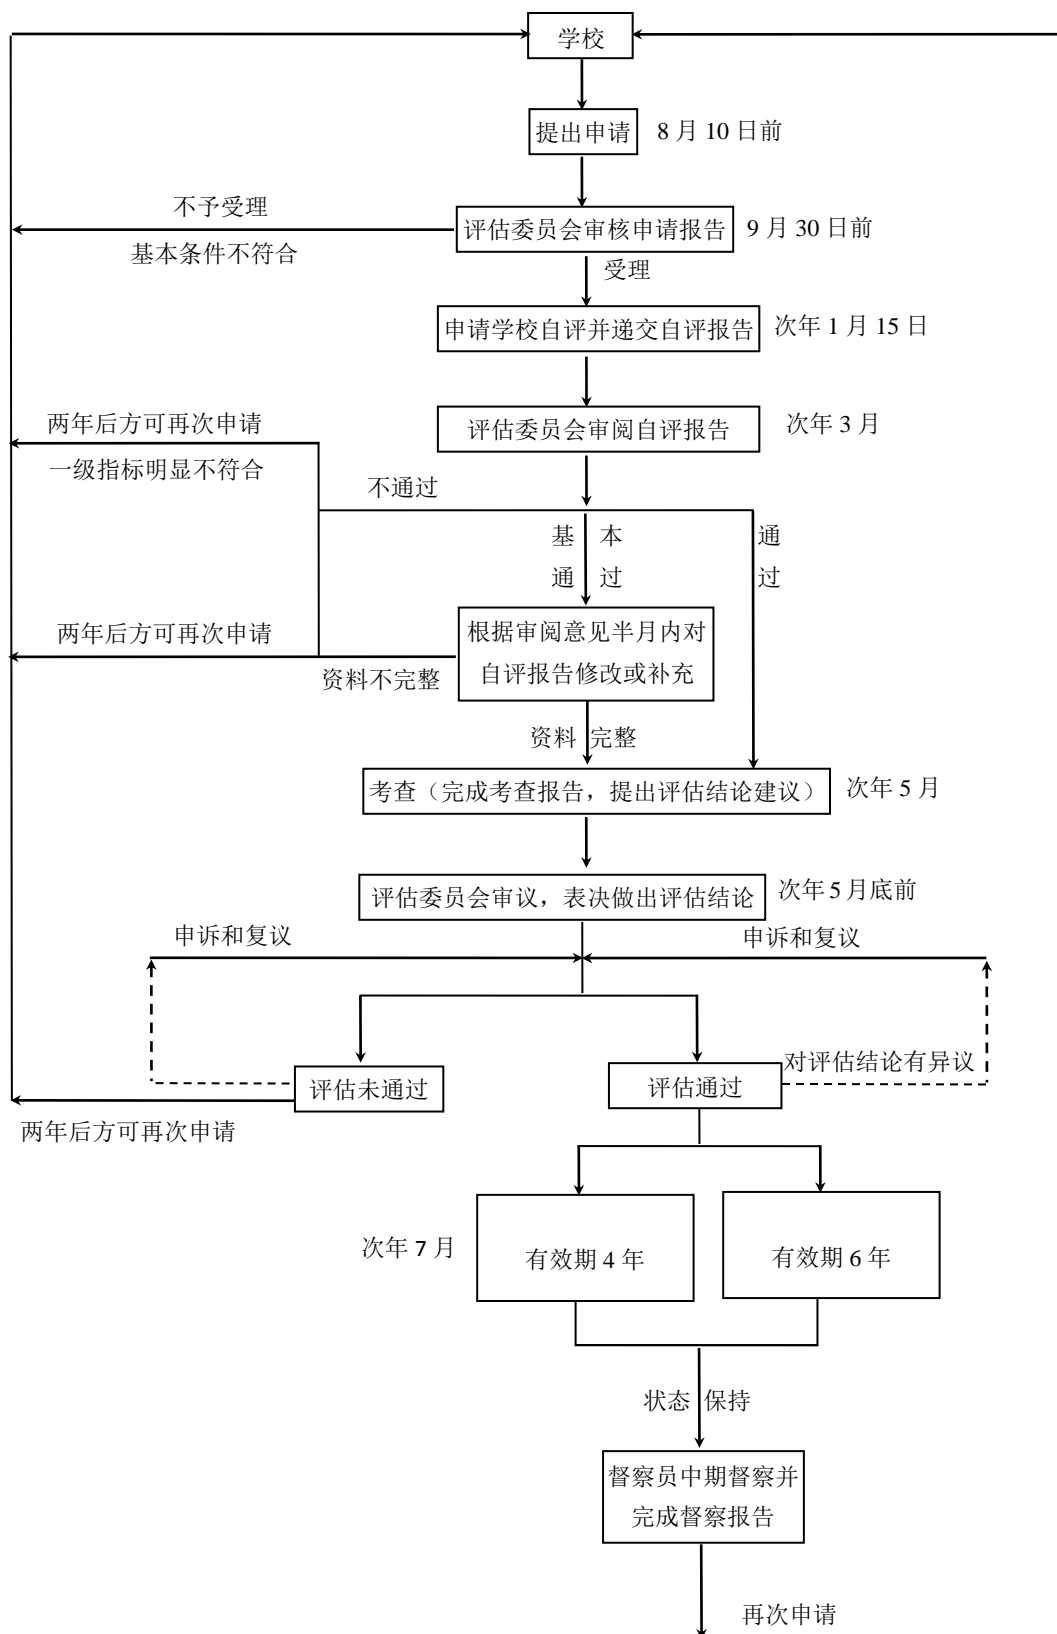 学校
提出申请
8 月 10 日前
不予受理
评估委员会审核申请报告
9 月 30 日前
基本条件不符合
受理
申请学校自评并递交自评报告
次年 1 月 15 日
两年后方可再次申请
评估委员会审阅自评报告
次年 3 月
一级指标明显不符合
不通过
基 本
通 过
通
过
两年后方可再次申请
根据审阅意见半月内对
自评报告修改或补充
资料不完整
资料 完整
考查（完成考查报告，提出评估结论建议）
次年 5 月
评估委员会审议，表决做出评估结论
次年 5 月底前
申诉和复议
申诉和复议
对评估结论有异议
评估未通过
评估通过
两年后方可再次申请
次年 7 月
有效期 4 年
有效期 6 年
状态 保持
督察员中期督察并
完成督察报告
再次申请